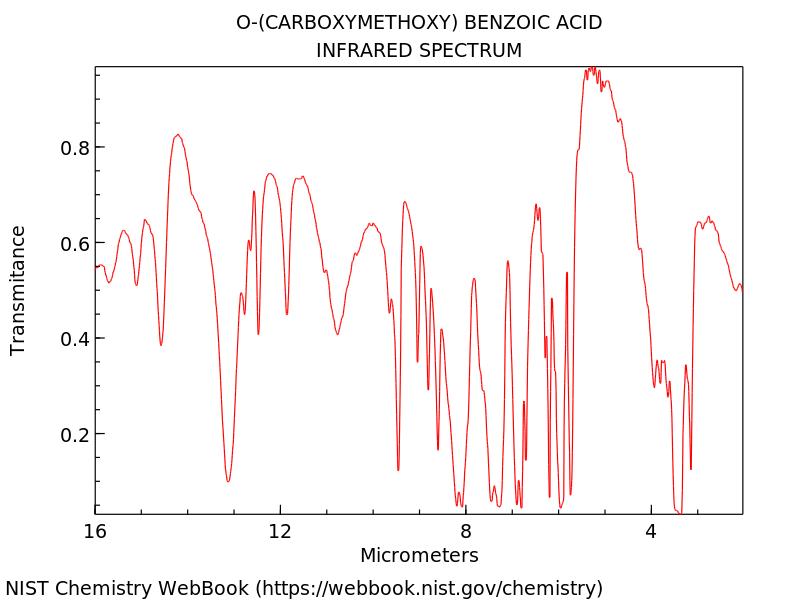 O-(CARBOXYMETHOXY) BENZOIC ACID
INFRARED SPECTRUM
0.8
0.6
0.4
0.2
Transmitance
16 12 8 4
Micrometers
NIST Chemistry WebBook (https://webbook.nist.gov/chemistry)